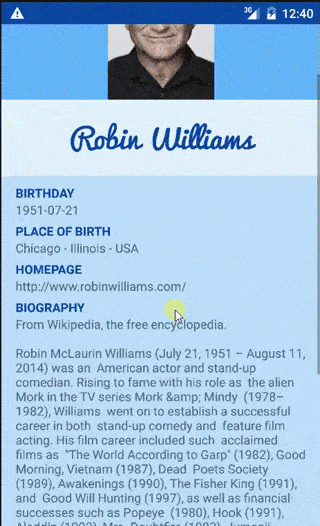 3G 12:40
Robin Williams
BIRTHDAY
1951-07-21
PLACE OF BIRTH
Chicago - Illinois - USA
HOMEPAGE
http://www.robinwilliams.com/
BIOGRAPHY
From Wikipedia, the free encyclopedia.
Robin McLaurin Williams (July 21, 1951 – August 11,
2014) was an American actor and stand-up
comedian. Rising to fame with his role as the alien
Mork in the TV series Mork &amp; Mindy (1978–
1982), Williams went on to establish a successful
career in both stand-up comedy and feature film
acting. His film career included such acclaimed
films as "The World According to Garp" (1982), Good
Morning, Vietnam (1987), Dead Poets Society
(1989), Awakenings (1990), The Fisher King (1991),
and Good Will Hunting (1997), as well as financial
successes such as Popeye (1980), Hook (1991),
Aladdin (1992), Mrs. Doubtfire (1993), Jumanji